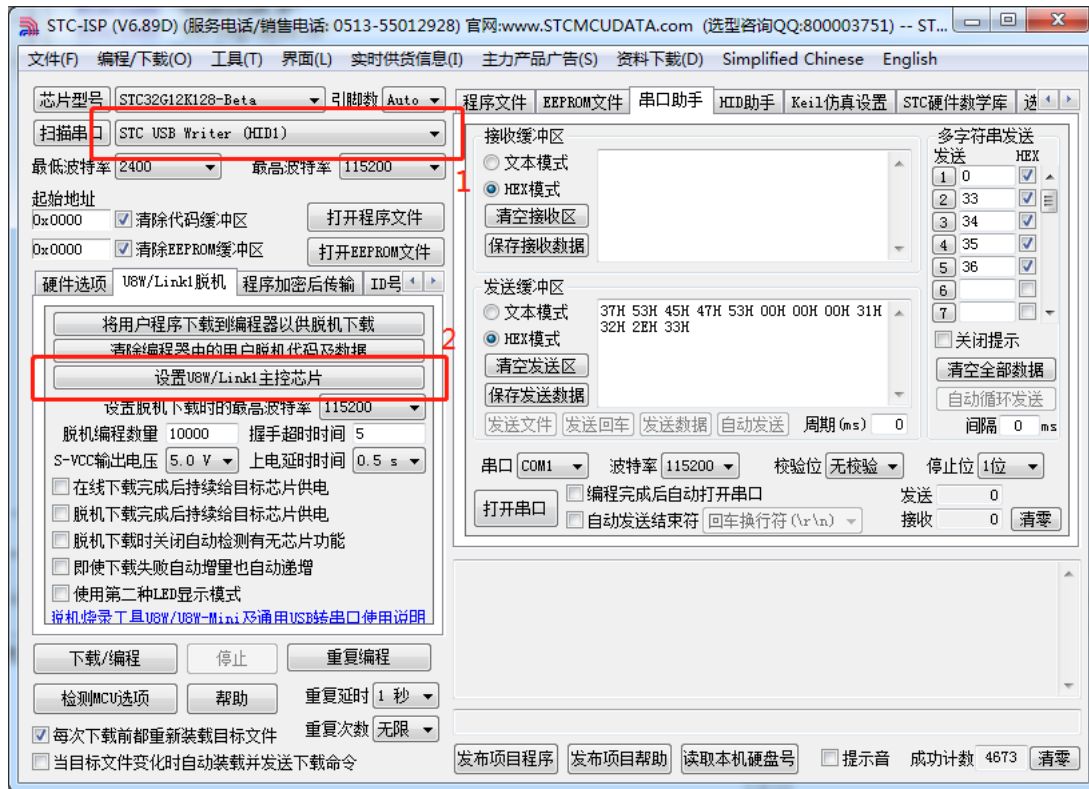 STC-ISP (V6.89D) (服务电话/销售电话: 0513-55012928) 官网:www.STCMCUDATA.com (选型咨询QQ:800003751) -- ST...
文件(F) 编程/下载(O) 工具(T) 界面(L) 实时供货信息(I) 主力产品广告(S) 资料下载(D) Simplified Chinese English
芯片型号 STC32G12K128-Beta 引脚数 Auto
扫描串口 STC USB Writer (HID1)
最低波特率 2400 最高波特率 115200
1
起始地址
0x0000 清除代码缓冲区 打开程序文件
0x0000 清除EEPROM缓冲区 打开EEPROM文件
硬件选项 U8W/Link1脱机 程序加密后传输 ID号
将用户程序下载到编程器以供脱机下载
清除编程器中的用户脱机代码及数据
2
设置U8W/Link1主控芯片
设置脱机下载时的最高波特率 115200
脱机编程数量 10000 握手超时时间 5
S-VCC输出电压 5.0 V 上电延时时间 0.5 s
在线下载完成后持续给目标芯片供电
脱机下载完成后持续给目标芯片供电
脱机下载时关闭自动检测有无芯片功能
即使下载失败自动增量也自动递增
使用第二种LED显示模式
脱机烧录工具U8W/U8W-Mini及通用USB转串口使用说明
下载/编程 停止 重复编程
检测MCU选项 帮助 重复延时 1 秒
每次下载前都重新装载目标文件 重复次数 无限
当目标文件变化时自动装载并发送下载命令
程序文件 EEPROM文件 串口助手 HID助手 Keil仿真设置 STC硬件数学库 选
接收缓冲区
文本模式
HEX模式
清空接收区
保存接收数据
多字符串发送
发送 HEX
1 0
2 33
3 34
4 35
5 36
6
7
关闭提示
清空全部数据
自动循环发送
间隔 0 ms
发送缓冲区
文本模式 37H 53H 45H 47H 53H 00H 00H 00H 31H
HEX模式 32H 2EH 33H
清空发送区
保存发送数据
发送文件 发送回车 发送数据 自动发送 周期(ms) 0
串口 COM1 波特率 115200 校验位 无校验 停止位 1位
打开串口 编程完成后自动打开串口 发送 0
自动发送结束符 回车换行符(\r\n) 接收 0 清零
发布项目程序 发布项目帮助 读取本机硬盘号 提示音 成功计数 4673 清零